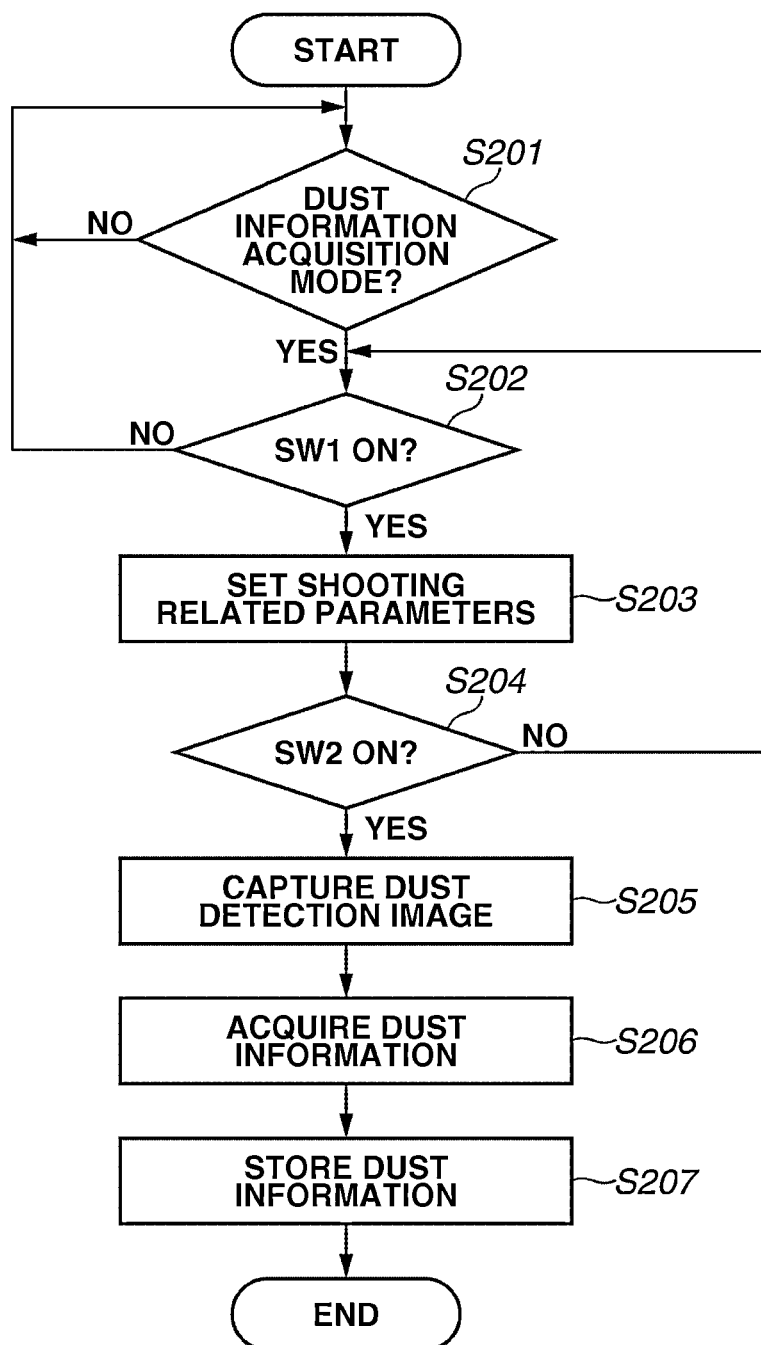 START
S201
DUST
INFORMATION
ACQUISITION
MODE?
NO
YES
S202
SW1 ON?
NO
YES
SET SHOOTING
RELATED PARAMETERS
S203
S204
SW2 ON?
NO
YES
CAPTURE DUST
DETECTION IMAGE
S205
ACQUIRE DUST
INFORMATION
S206
STORE DUST
INFORMATION
S207
END